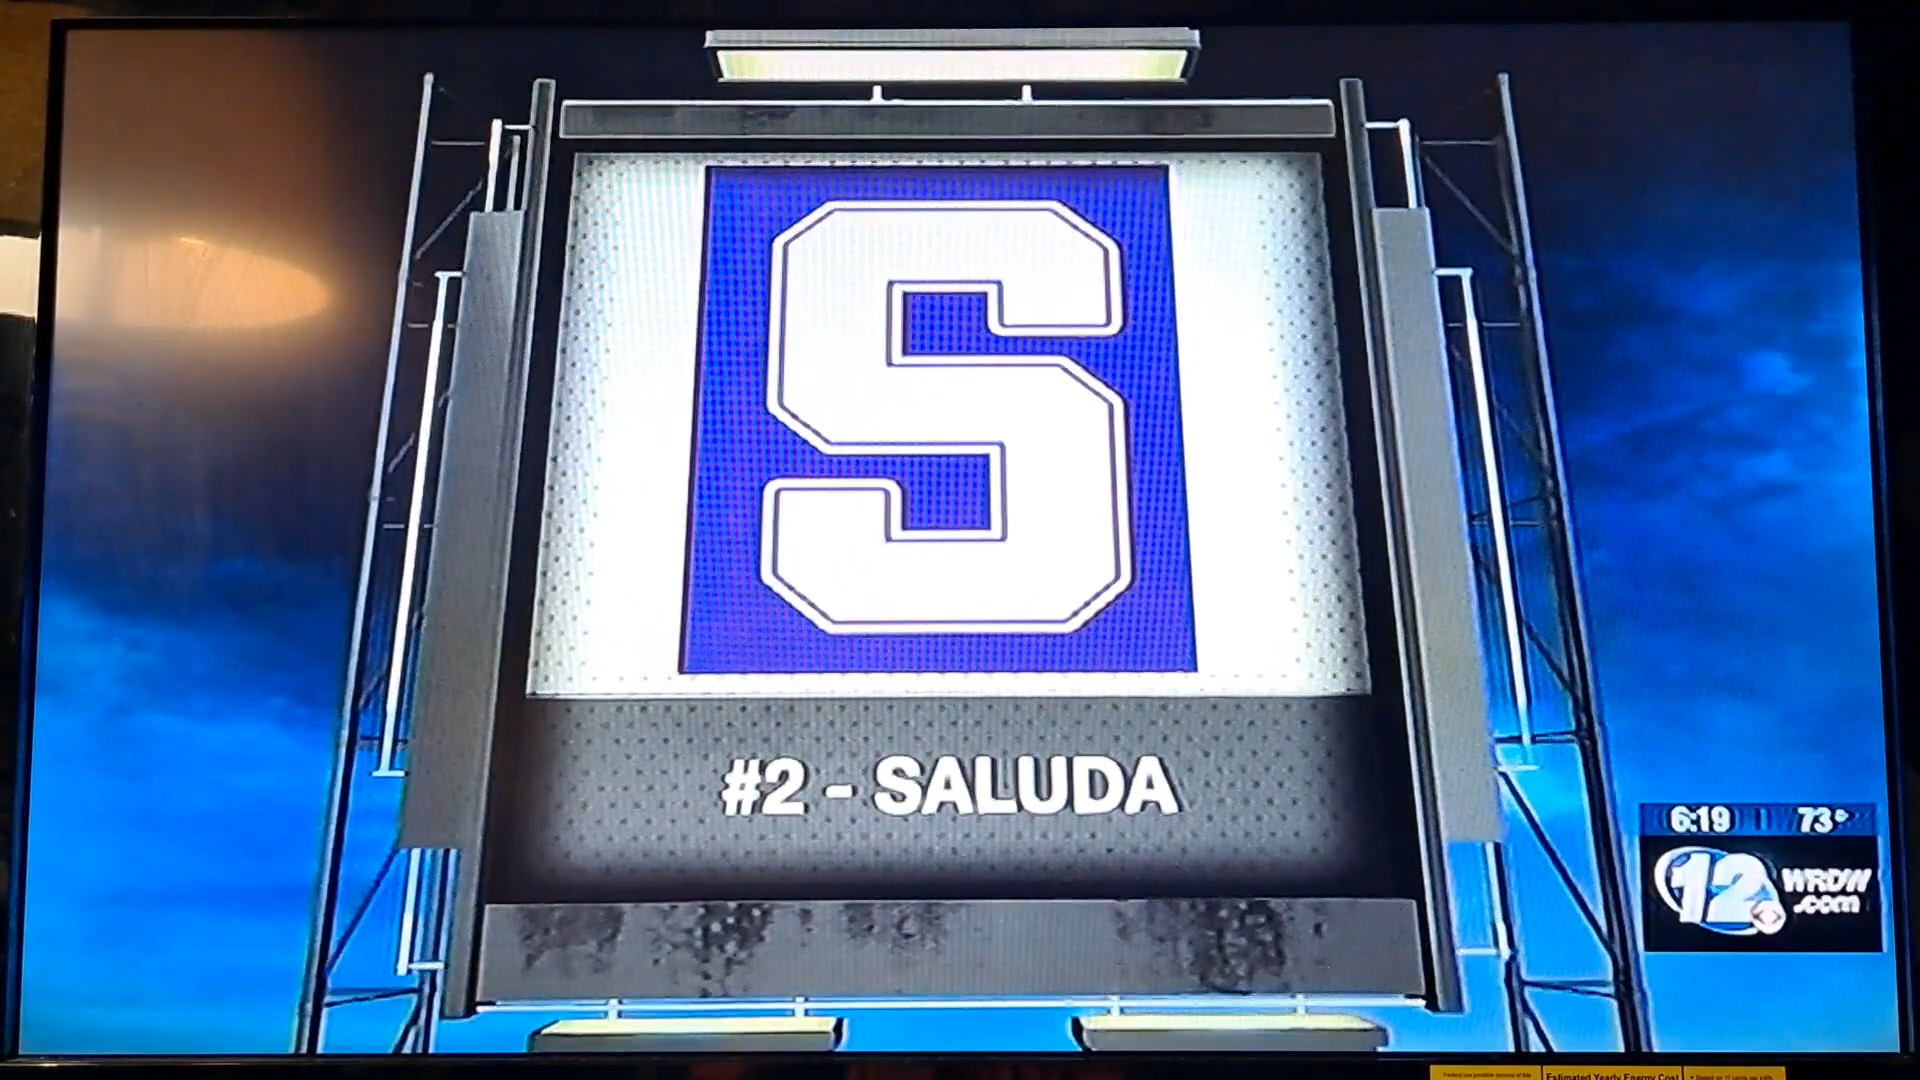 S
#2 - SALUDA
6:19 73°
12 WRDW
.com
Estimated Yearly Energy Cost